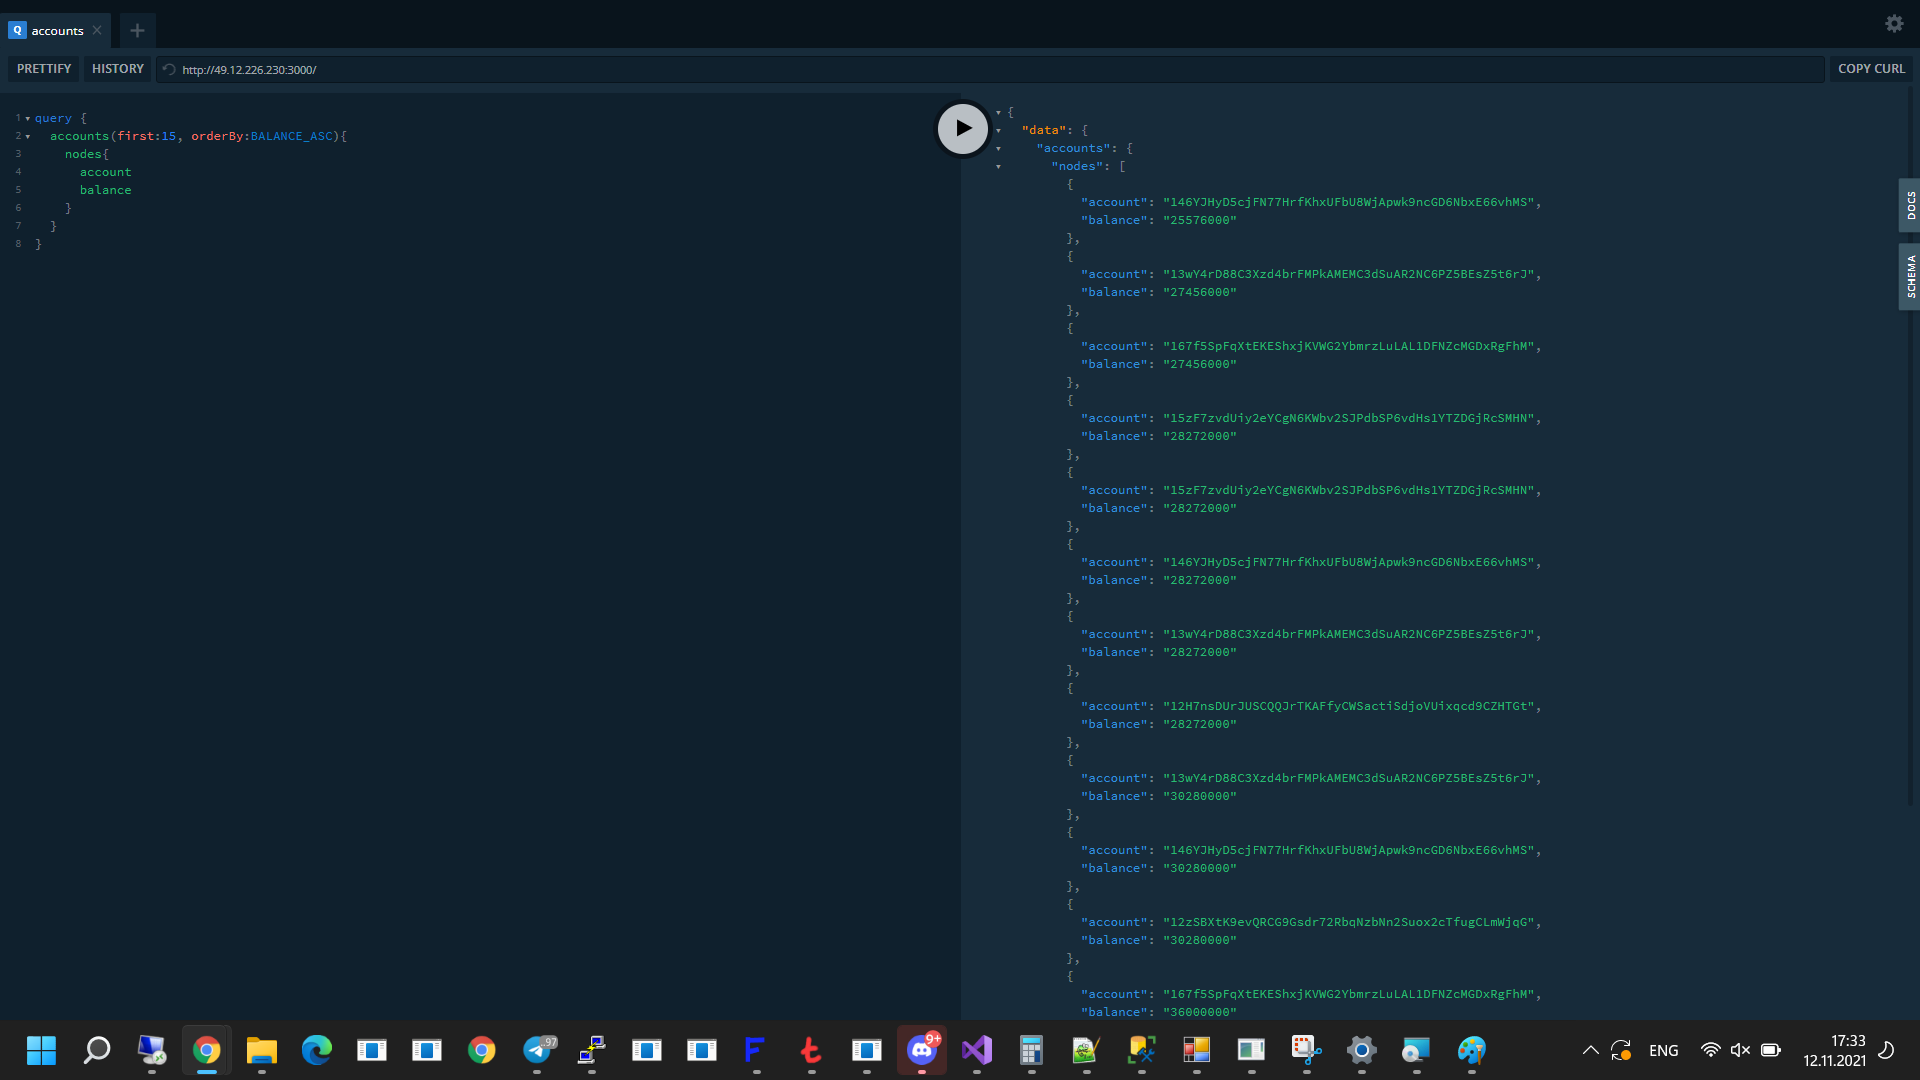 Q accounts
PRETTIFY HISTORY http://49.12.226.230:3000/ COPY CURL
1 query {
2 accounts(first:15, orderBy:BALANCE_ASC){
3 nodes{
4 account
5 balance
6 }
7 }
8 }
{
"data": {
"accounts": {
"nodes": [
{
"account": "146YJHyD5cjFN77HrfKhxUFbU8WjApwk9ncGD6NbxE66vhMS",
"balance": "25576000"
},
{
"account": "13wY4rD88C3Xzd4brFMPkAMEMC3dSuAR2NC6PZ5BEsZ5t6rJ",
"balance": "27456000"
},
{
"account": "167f5SpFqXtEKEShxjKVWG2YbmrzLuLAL1DFNZcMGDxRgFhM",
"balance": "27456000"
},
{
"account": "15zF7zvdUiy2eYCgN6KWbv2SJPdbSP6vdHs1YTZDGjRcSMHN",
"balance": "28272000"
},
{
"account": "15zF7zvdUiy2eYCgN6KWbv2SJPdbSP6vdHs1YTZDGjRcSMHN",
"balance": "28272000"
},
{
"account": "146YJHyD5cjFN77HrfKhxUFbU8WjApwk9ncGD6NbxE66vhMS",
"balance": "28272000"
},
{
"account": "13wY4rD88C3Xzd4brFMPkAMEMC3dSuAR2NC6PZ5BEsZ5t6rJ",
"balance": "28272000"
},
{
"account": "12H7nsDUrJUSCQQJrTKAFfyCWSactiSdjoVUixqcd9CZHTGt",
"balance": "28272000"
},
{
"account": "13wY4rD88C3Xzd4brFMPkAMEMC3dSuAR2NC6PZ5BEsZ5t6rJ",
"balance": "30280000"
},
{
"account": "146YJHyD5cjFN77HrfKhxUFbU8WjApwk9ncGD6NbxE66vhMS",
"balance": "30280000"
},
{
"account": "12zSBXtK9evQRCG9Gsdr72RbqNzbNn2Suox2cTfugCLmWjqG",
"balance": "30280000"
},
{
"account": "167f5SpFqXtEKEShxjKVWG2YbmrzLuLAL1DFNZcMGDxRgFhM",
"balance": "36000000"
DOCS
SCHEMA
..97
9+
ENG
17:33
12.11.2021